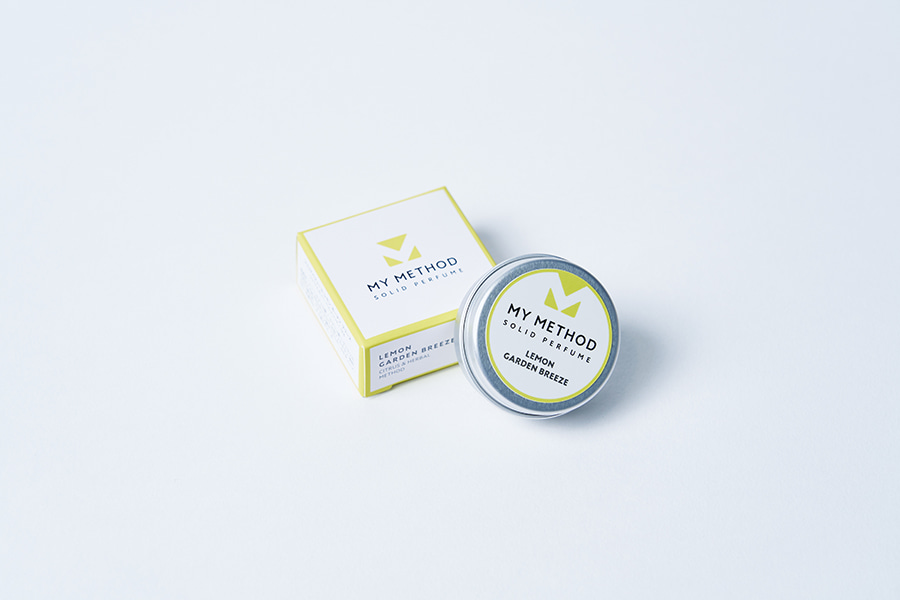 MY METHOD
SOLID PERFUME
LEMON
GARDEN BREEZE
CITRUS & HERBAL
METHOD
MY METHOD
SOLID PERFUME
LEMON
GARDEN BREEZE